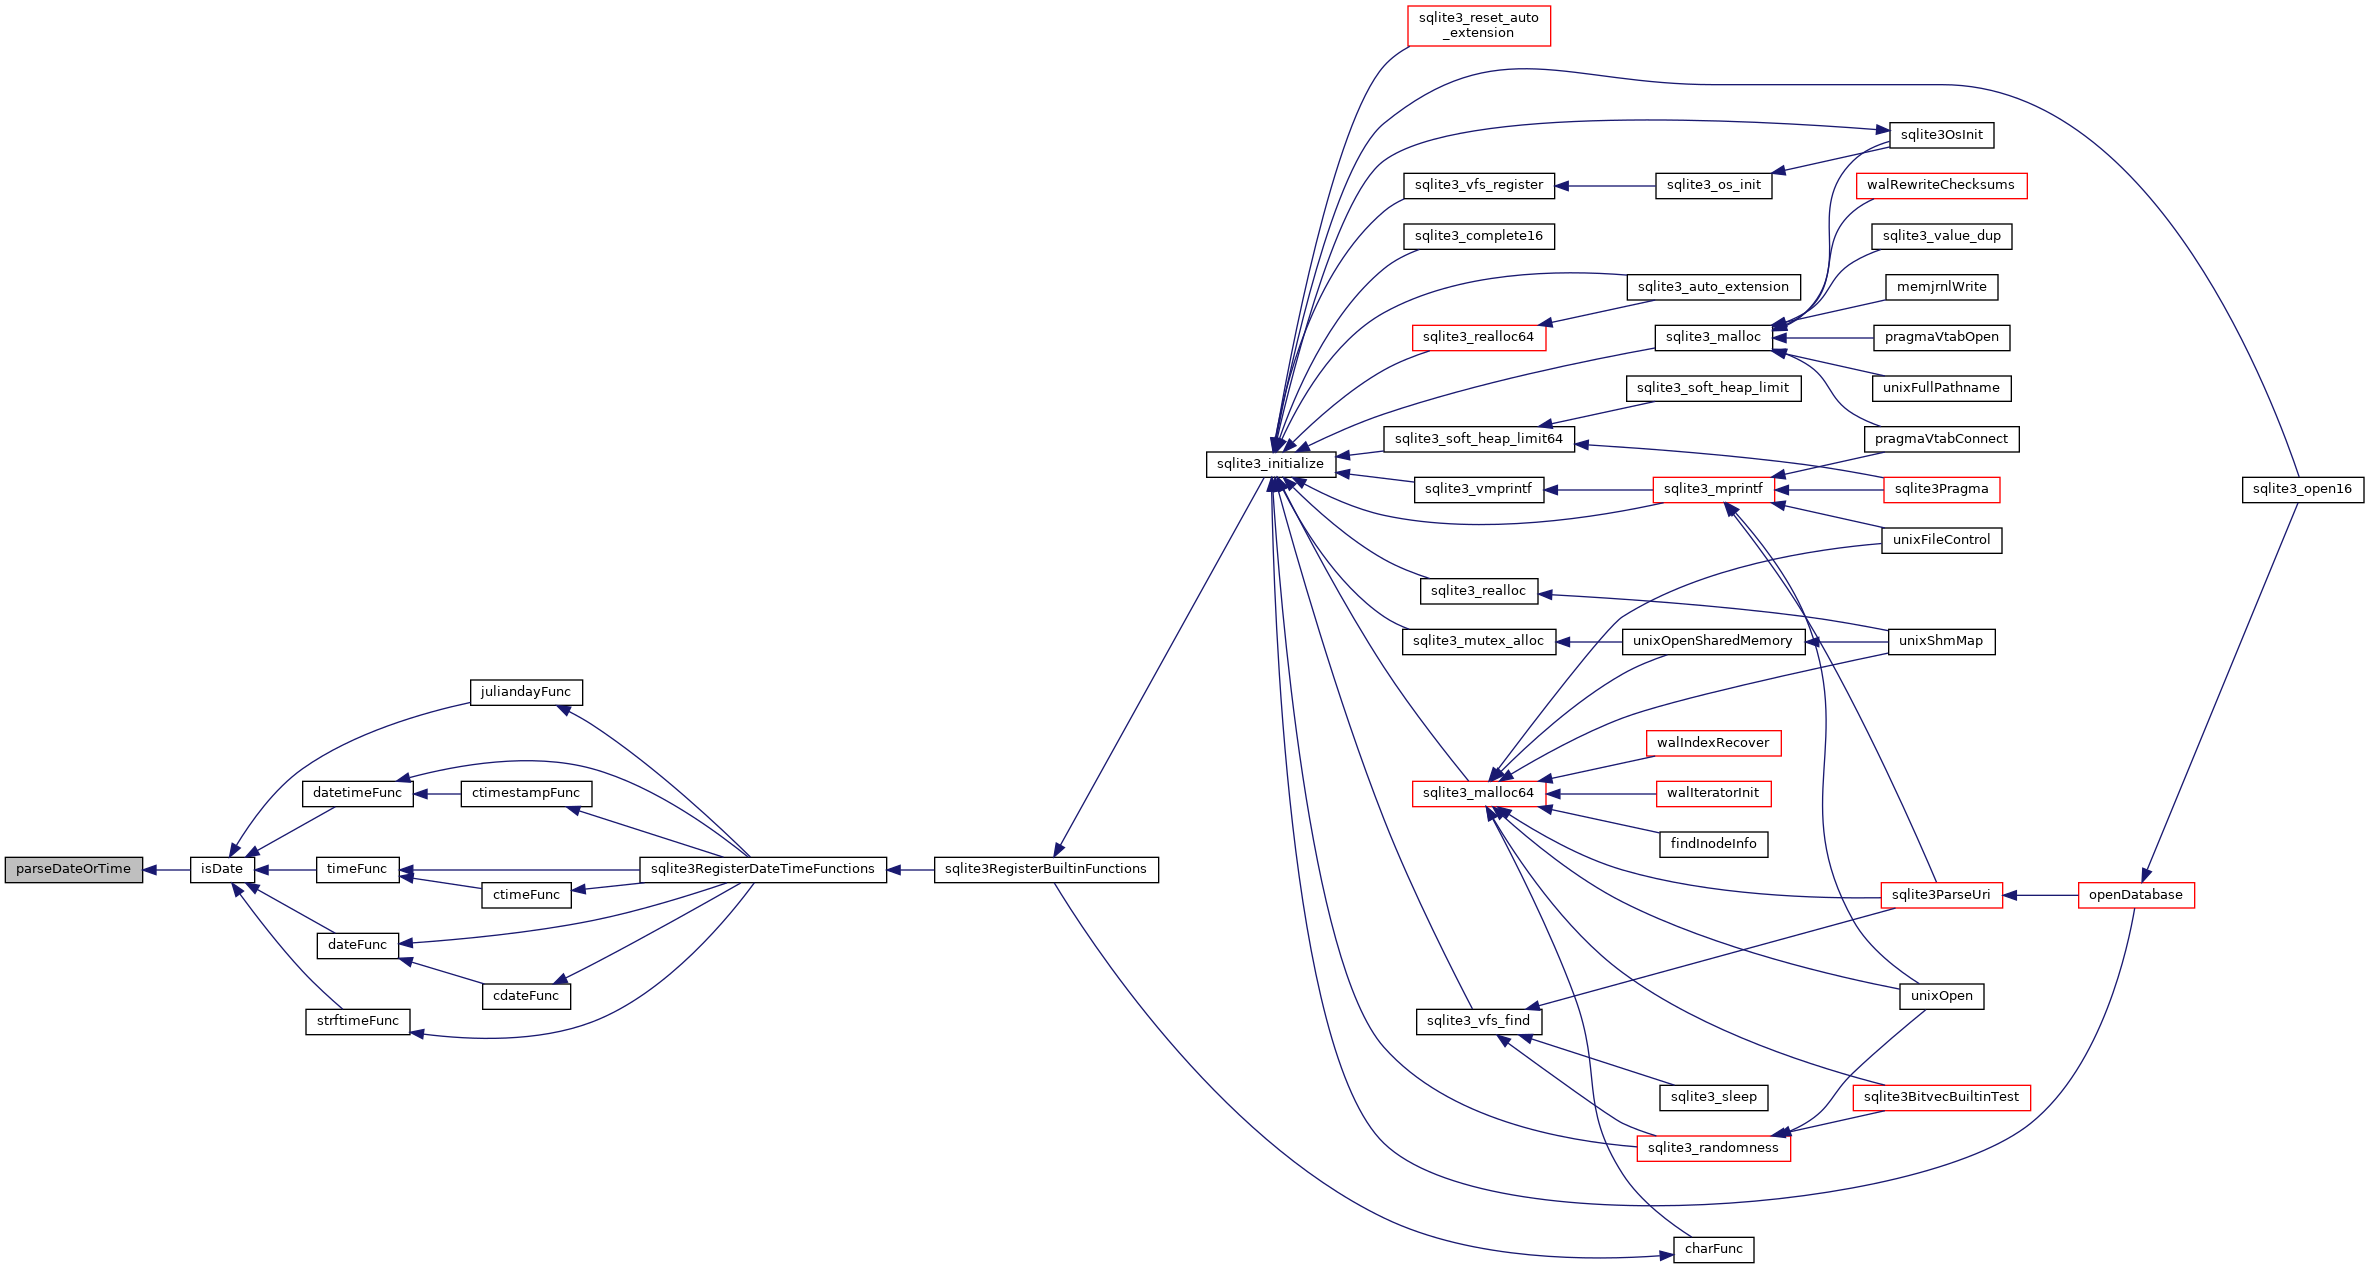 sqlite3_reset_auto
_extension
sqlite3OsInit
sqlite3_vfs_register
sqlite3_os_init
walRewriteChecksums
sqlite3_complete16
sqlite3_value_dup
sqlite3_auto_extension
memjrnlWrite
sqlite3_realloc64
sqlite3_malloc
pragmaVtabOpen
sqlite3_soft_heap_limit
unixFullPathname
sqlite3_soft_heap_limit64
pragmaVtabConnect
sqlite3_initialize
sqlite3_vmprintf
sqlite3_mprintf
sqlite3Pragma
sqlite3_open16
unixFileControl
sqlite3_realloc
sqlite3_mutex_alloc
unixOpenSharedMemory
unixShmMap
juliandayFunc
walIndexRecover
datetimeFunc
ctimestampFunc
sqlite3_malloc64
walIteratorInit
findInodeInfo
parseDateOrTime
isDate
timeFunc
sqlite3RegisterDateTimeFunctions
sqlite3RegisterBuiltinFunctions
ctimeFunc
sqlite3ParseUri
openDatabase
dateFunc
cdateFunc
unixOpen
strftimeFunc
sqlite3_vfs_find
sqlite3_sleep
sqlite3BitvecBuiltinTest
sqlite3_randomness
charFunc